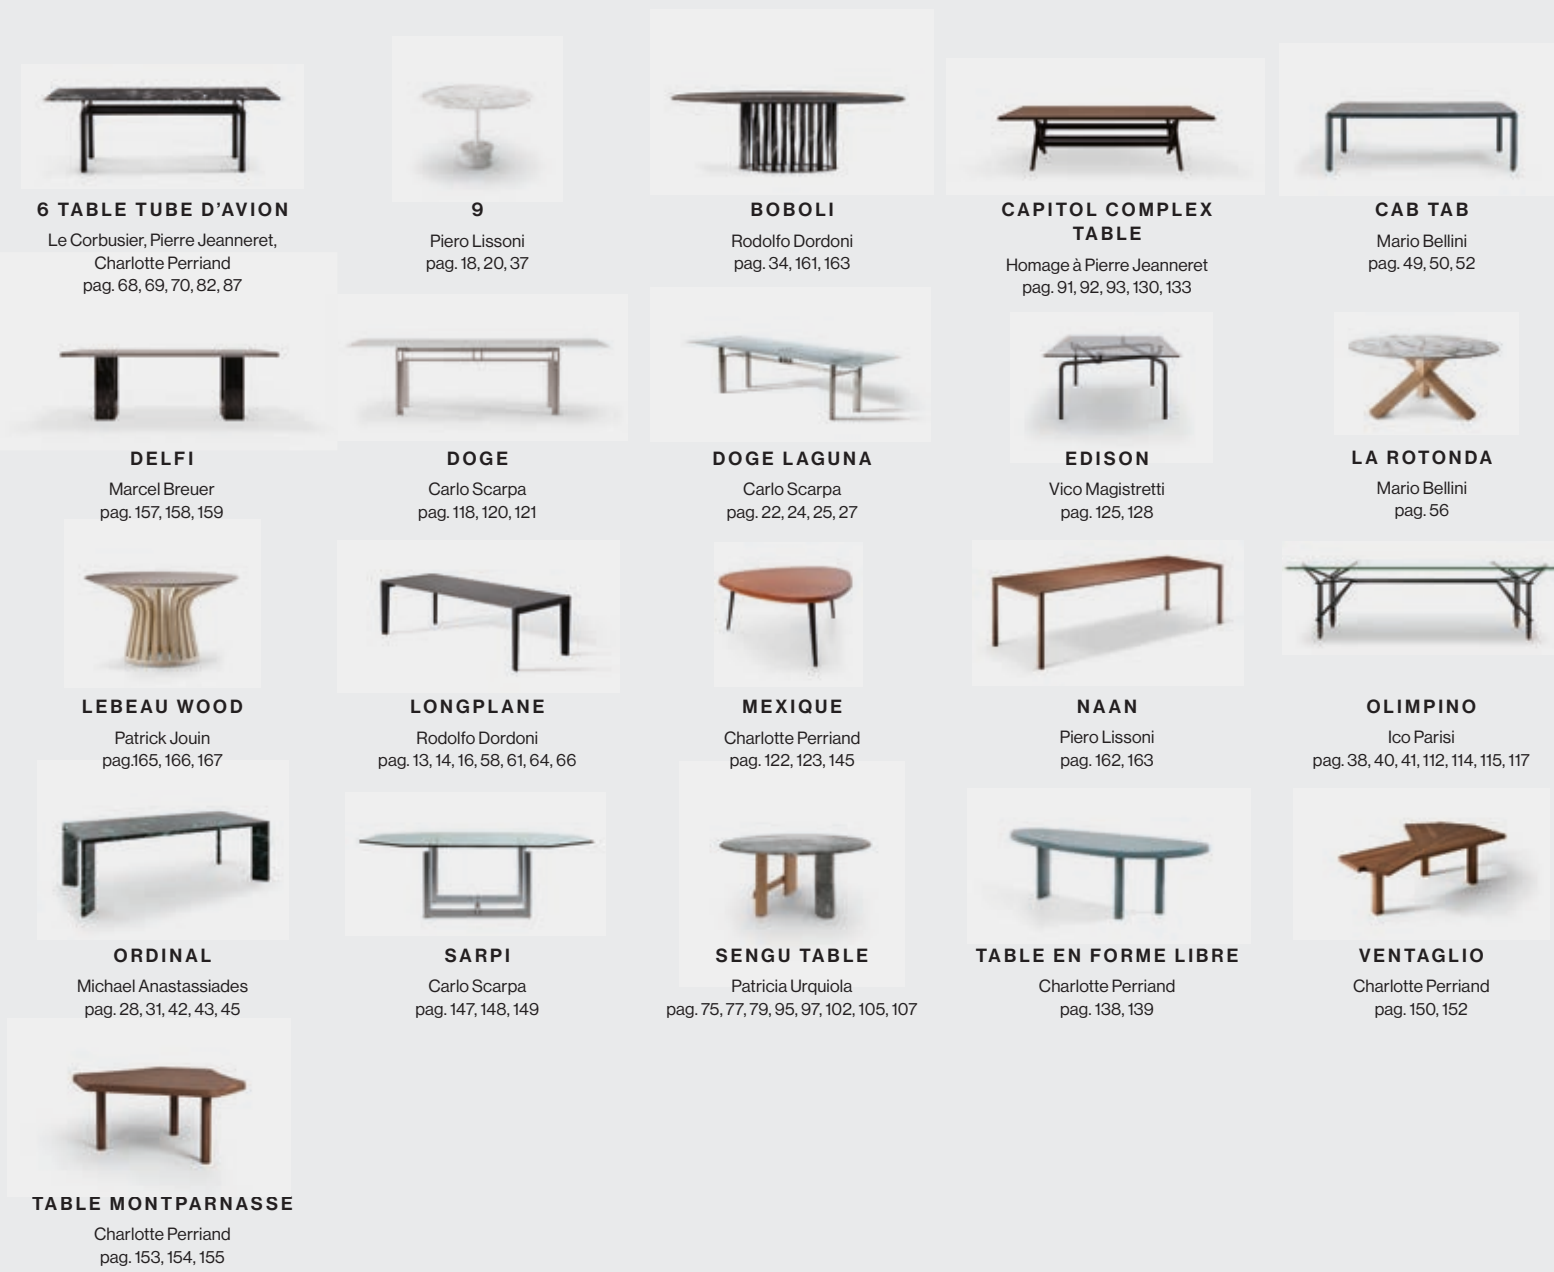 6 TABLE TUBE D’AVION
Le Corbusier, Pierre Jeanneret,
Charlotte Perriand
pag. 68, 69, 70, 82, 87
9
Piero Lissoni
pag. 18, 20, 37
BOBOLI
Rodolfo Dordoni
pag. 34, 161, 163
CAPITOL COMPLEX
TABLE
Homage à Pierre Jeanneret
pag. 91, 92, 93, 130, 133
CAB TAB
Mario Bellini
pag. 49, 50, 52
DELFI
Marcel Breuer
pag. 157, 158, 159
DOGE
Carlo Scarpa
pag. 118, 120, 121
DOGE LAGUNA
Carlo Scarpa
pag. 22, 24, 25, 27
EDISON
Vico Magistretti
pag. 125, 128
LA ROTONDA
Mario Bellini
pag. 56
LEBEAU WOOD
Patrick Jouin
pag.165, 166, 167
LONGPLANE
Rodolfo Dordoni
pag. 13, 14, 16, 58, 61, 64, 66
MEXIQUE
Charlotte Perriand
pag. 122, 123, 145
NAAN
Piero Lissoni
pag. 162, 163
OLIMPINO
Ico Parisi
pag. 38, 40, 41, 112, 114, 115, 117
ORDINAL
Michael Anastassiades
pag. 28, 31, 42, 43, 45
SARPI
Carlo Scarpa
pag. 147, 148, 149
SENGU TABLE
Patricia Urquiola
pag. 75, 77, 79, 95, 97, 102, 105, 107
TABLE EN FORME LIBRE
Charlotte Perriand
pag. 138, 139
VENTAGLIO
Charlotte Perriand
pag. 150, 152
TABLE MONTPARNASSE
Charlotte Perriand
pag. 153, 154, 155